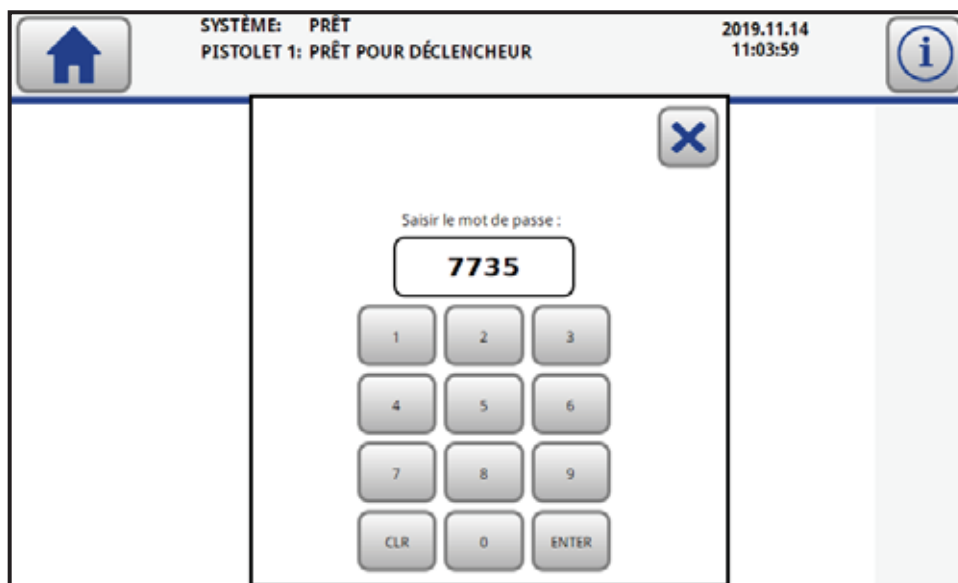 SYSTÈME: PRÊT
2019.11.14
PISTOLET 1: PRÊT POUR DÉCLENCHEUR
11:03:59
i
Saisir le mot de passe :
7735
1 2 3
4 5 6
7 8 9
CLR 0 ENTER